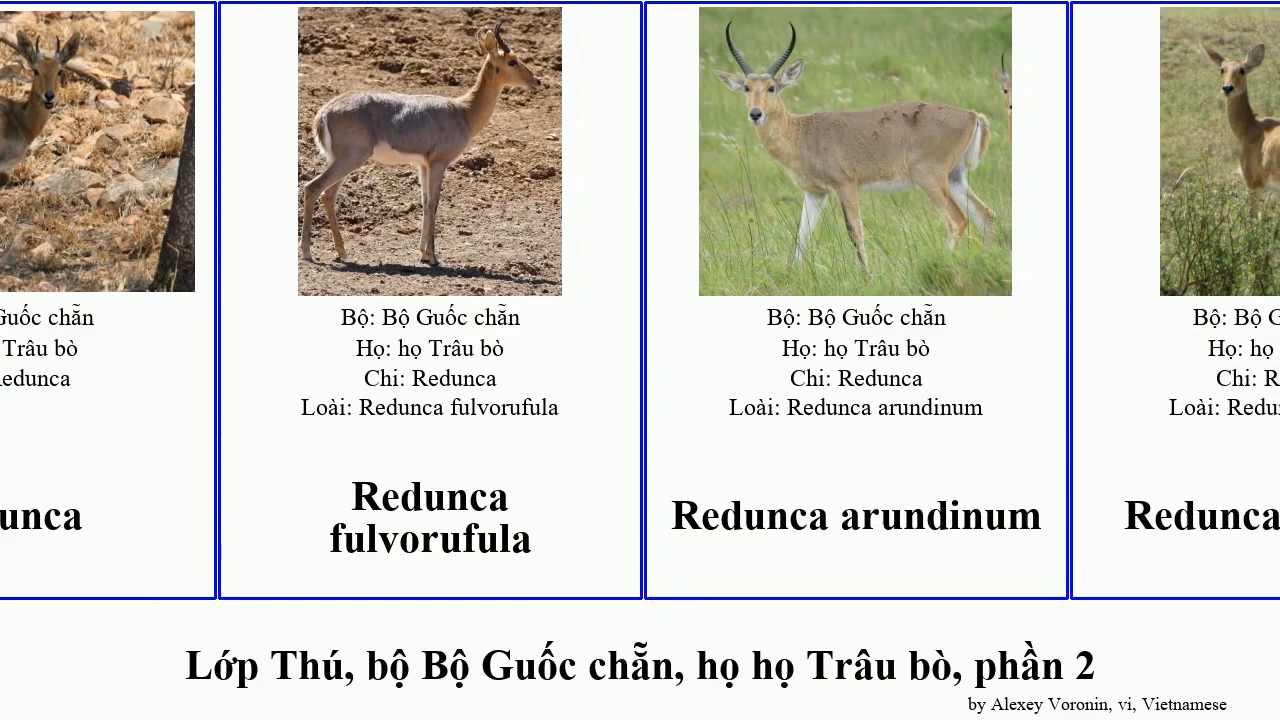 Guốc chẵn
Trâu bò
Redunca
unca
Bộ: Bộ Guốc chẵn
Họ: họ Trâu bò
Chi: Redunca
Loài: Redunca fulvorufula
Redunca
fulvorufula
Bộ: Bộ Guốc chẵn
Họ: họ Trâu bò
Chi: Redunca
Loài: Redunca arundinum
Redunca arundinum
Bộ: Bộ G
Họ: họ
Chi: R
Loài: Redu
Redunca
Lớp Thú, bộ Bộ Guốc chẵn, họ họ Trâu bò, phần 2
by Alexey Voronin, vi, Vietnamese